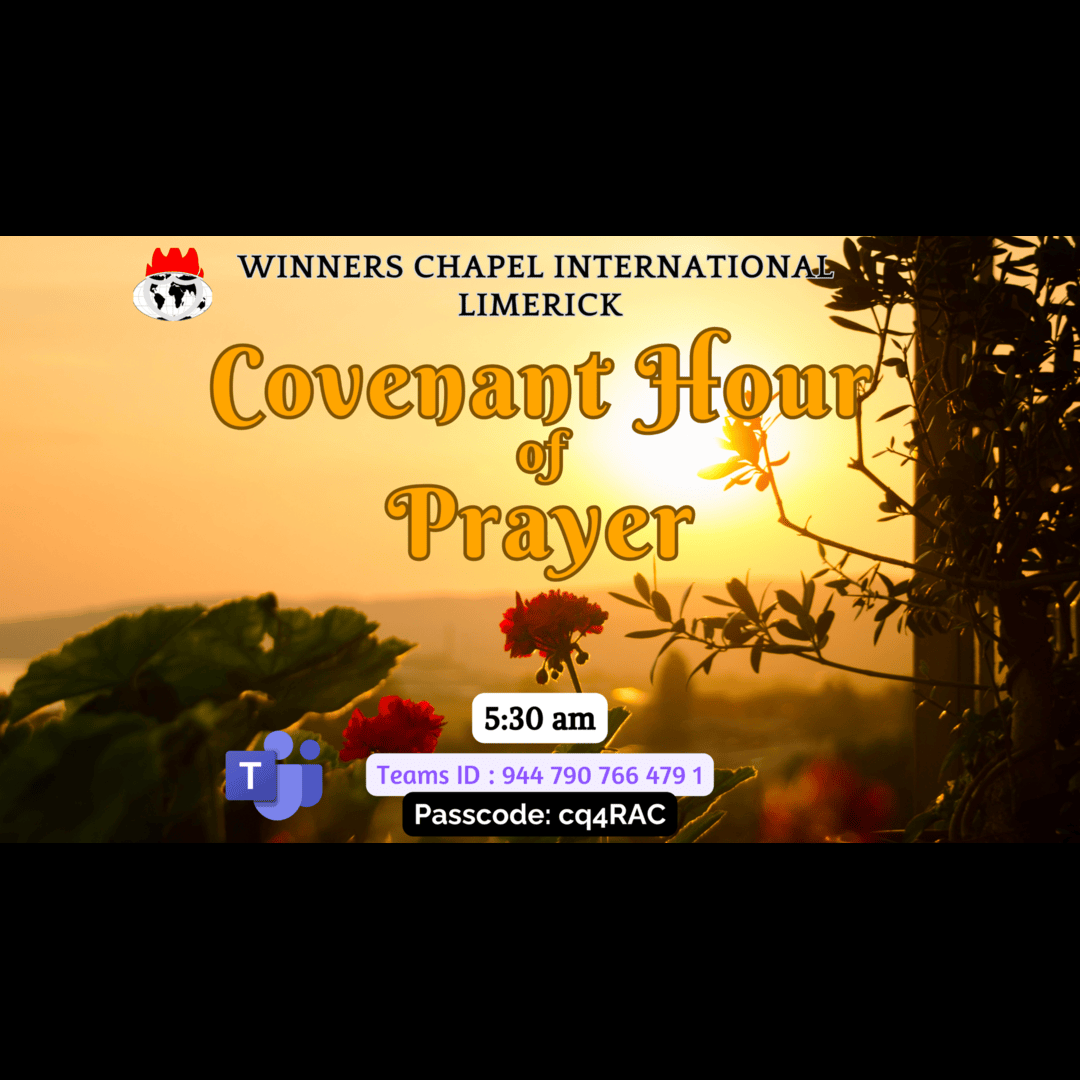 WINNERS CHAPEL INTERNATIONAL
LIMERICK
Covenant Hour
of
Prayer
5:30 am
T
Teams ID : 944 790 766 479 1
Passcode: cq4RAC